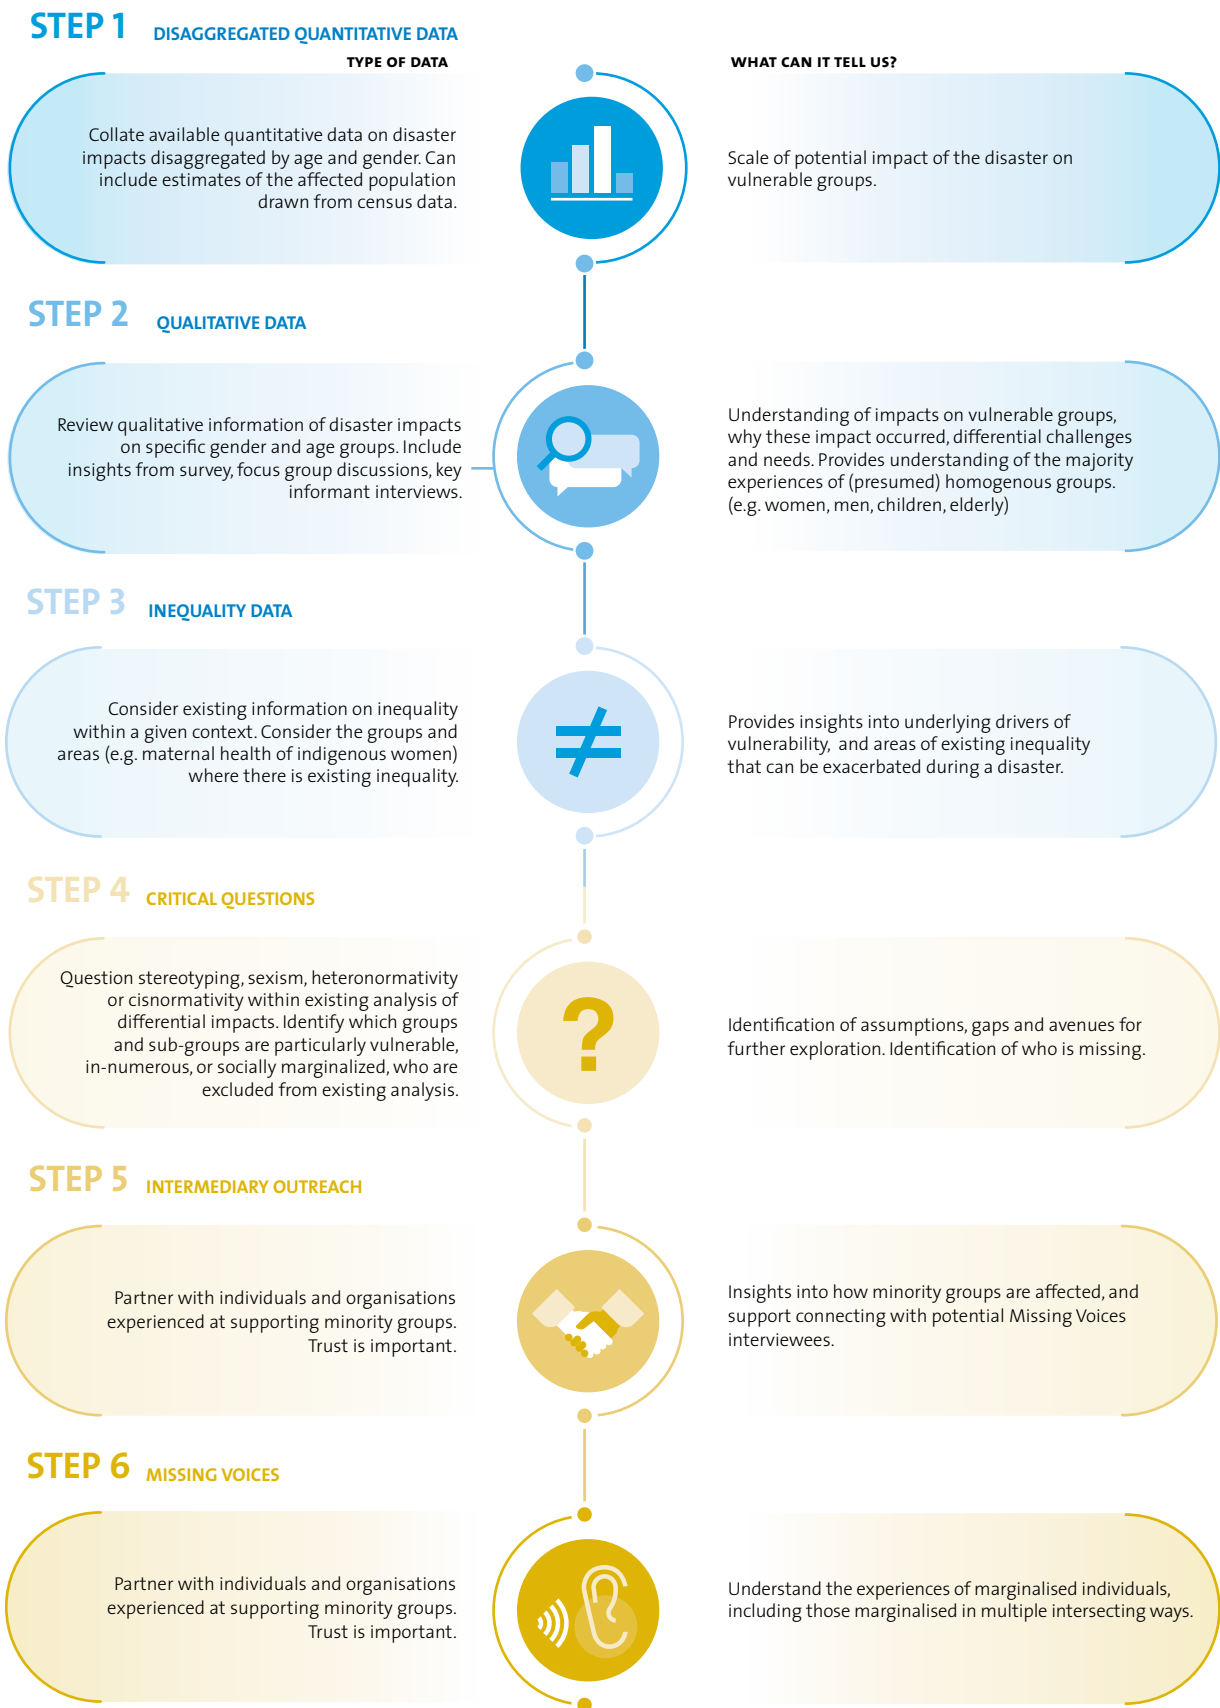 STEP 1 DISAGGREGATED QUANTITATIVE DATA
TYPE OF DATA
WHAT CAN IT TELL US?
Collate available quantitative data on disaster
impacts disaggregated by age and gender. Can
include estimates of the affected population
drawn from census data.
Scale of potential impact of the disaster on
vulnerable groups.
STEP 2 QUALITATIVE DATA
Review qualitative information of disaster impacts
on specific gender and age groups. Include
insights from survey, focus group discussions, key
informant interviews.
Understanding of impacts on vulnerable groups,
why these impact occurred, differential challenges
and needs. Provides understanding of the majority
experiences of (presumed) homogenous groups.
(e.g. women, men, children, elderly)
STEP 3 INEQUALITY DATA
Consider existing information on inequality
within a given context. Consider the groups and
areas (e.g. maternal health of indigenous women)
where there is existing inequality.
≠
Provides insights into underlying drivers of
vulnerability, and areas of existing inequality
that can be exacerbated during a disaster.
STEP 4 CRITICAL QUESTIONS
Question stereotyping, sexism, heteronormativity
or cisnormativity within existing analysis of
differential impacts. Identify which groups
and sub-groups are particularly vulnerable,
in-numerous, or socially marginalized, who are
excluded from existing analysis.
?
Identification of assumptions, gaps and avenues for
further exploration. Identification of who is missing.
STEP 5 INTERMEDIARY OUTREACH
Partner with individuals and organisations
experienced at supporting minority groups.
Trust is important.
Insights into how minority groups are affected, and
support connecting with potential Missing Voices
interviewees.
STEP 6 MISSING VOICES
Partner with individuals and organisations
experienced at supporting minority groups.
Trust is important.
Understand the experiences of marginalised individuals,
including those marginalised in multiple intersecting ways.